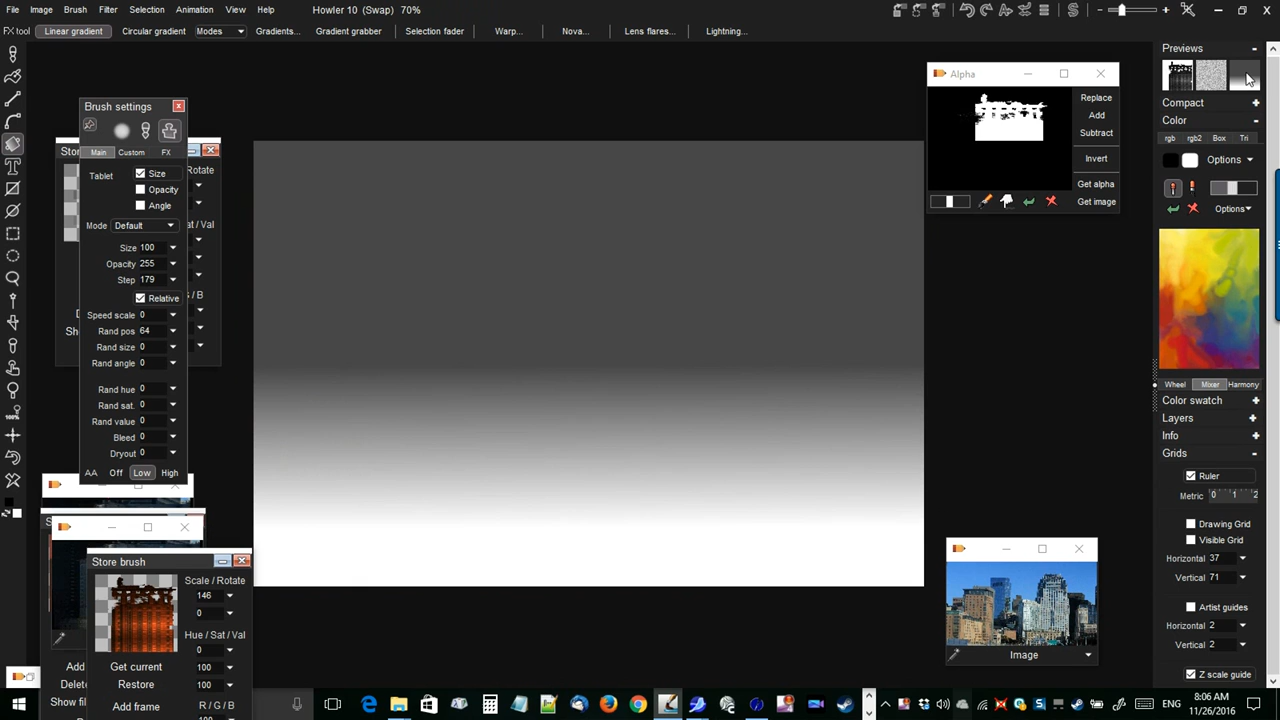 File Image Brush Filter Selection Animation View Help Howler 10 (Swap) 70%
FX tool Linear gradient Circular gradient Modes Gradients... Gradient grabber Selection fader Warp... Nova... Lens flares... Lightning...
Previews
Compact
Color
rgb rgb2 Box Tri
Options
Options
Wheel Mixer Harmony
Color swatch
Layers
Info
Grids
Ruler
Metric 0 1 2
Drawing Grid
Visible Grid
Horizontal 37
Vertical 71
Artist guides
Horizontal 2
Vertical 2
Z scale guide
Alpha
Replace
Add
Subtract
Invert
Get alpha
Get image
Image
Brush settings
Main Custom FX
Tablet Size
Opacity
Angle
Mode Default
Size 100
Opacity 255
Step 179
Relative
Speed scale 0
Rand pos 64
Rand size 0
Rand angle 0
Rand hue 0
Rand sat. 0
Rand value 0
Bleed 0
Dryout 0
AA Off Low High
Store brush
Scale / Rotate
146
0
Hue / Sat / Val
0
Get current 100
Restore 100
Add frame R / G / B
100%
8:06 AM
11/26/2016